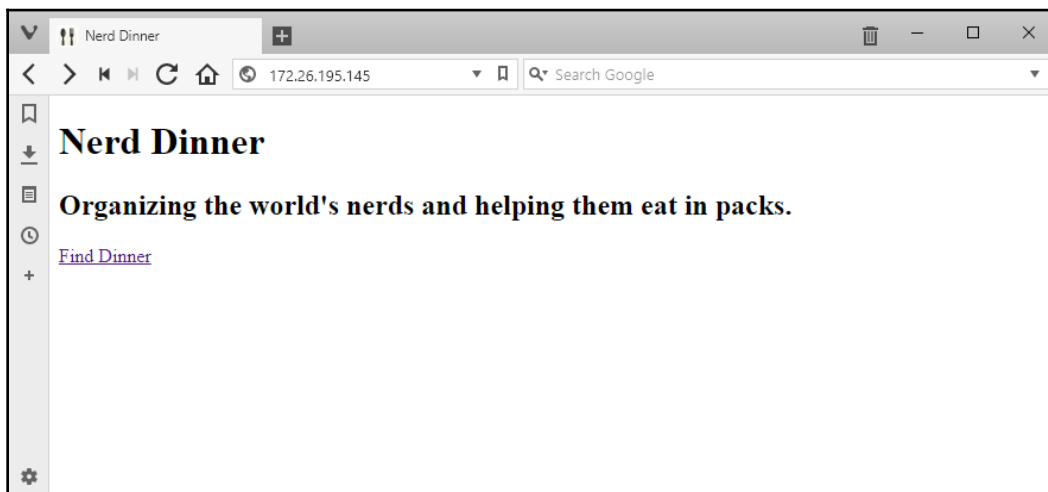 Nerd Dinner
172.26.195.145
Search Google
Nerd Dinner
Organizing the world's nerds and helping them eat in packs.
Find Dinner